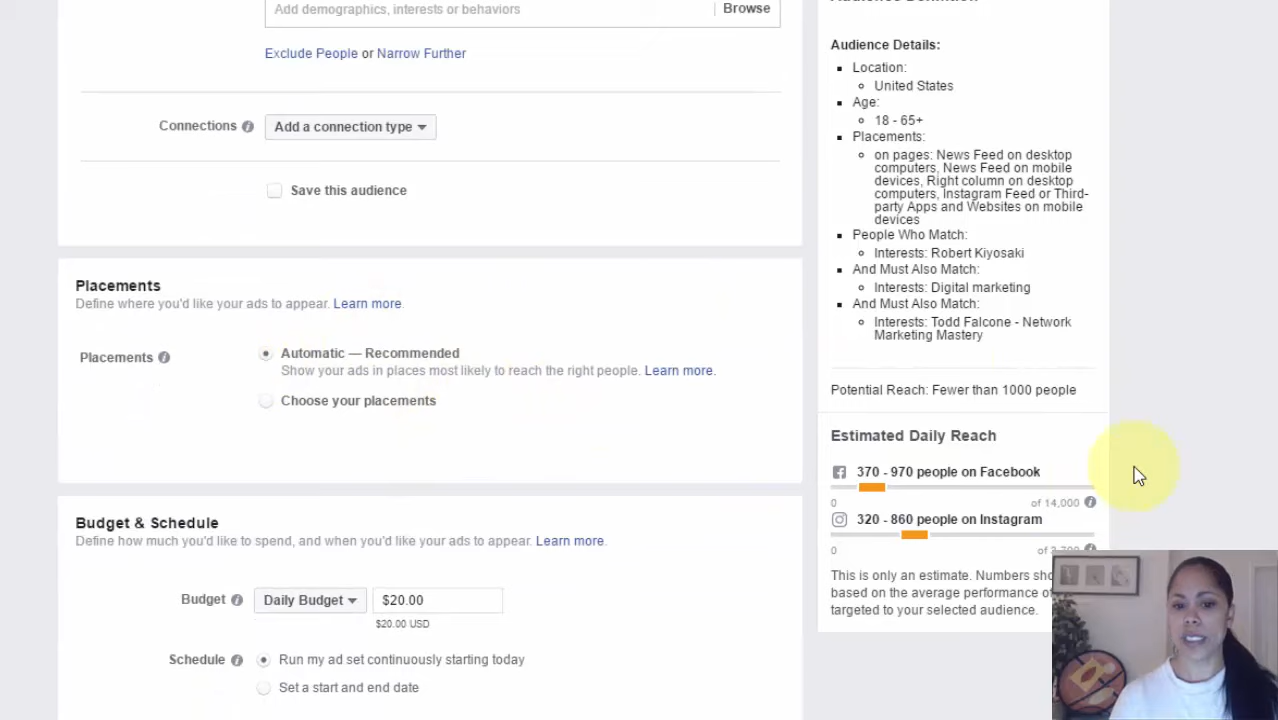 Add demographics, interests or behaviors
Browse
Exclude People or Narrow Further
Connections
Add a connection type
Save this audience
Placements
Define where you'd like your ads to appear. Learn more.
Placements
Automatic — Recommended
Show your ads in places most likely to reach the right people. Learn more.
Choose your placements
Budget & Schedule
Define how much you'd like to spend, and when you'd like your ads to appear. Learn more.
Budget
Daily Budget
$20.00
$20.00 USD
Schedule
Run my ad set continuously starting today
Set a start and end date
Audience Definition
Audience Details:
Location:
United States
Age:
18 - 65+
Placements:
on pages: News Feed on desktop
computers, News Feed on mobile
devices, Right column on desktop
computers, Instagram Feed or Third-
party Apps and Websites on mobile
devices
People Who Match:
Interests: Robert Kiyosaki
And Must Also Match:
Interests: Digital marketing
And Must Also Match:
Interests: Todd Falcone - Network
Marketing Mastery
Potential Reach: Fewer than 1000 people
Estimated Daily Reach
370 - 970 people on Facebook
0
of 14,000
320 - 860 people on Instagram
0
of
This is only an estimate. Numbers
based on the average performance
targeted to your selected audience.